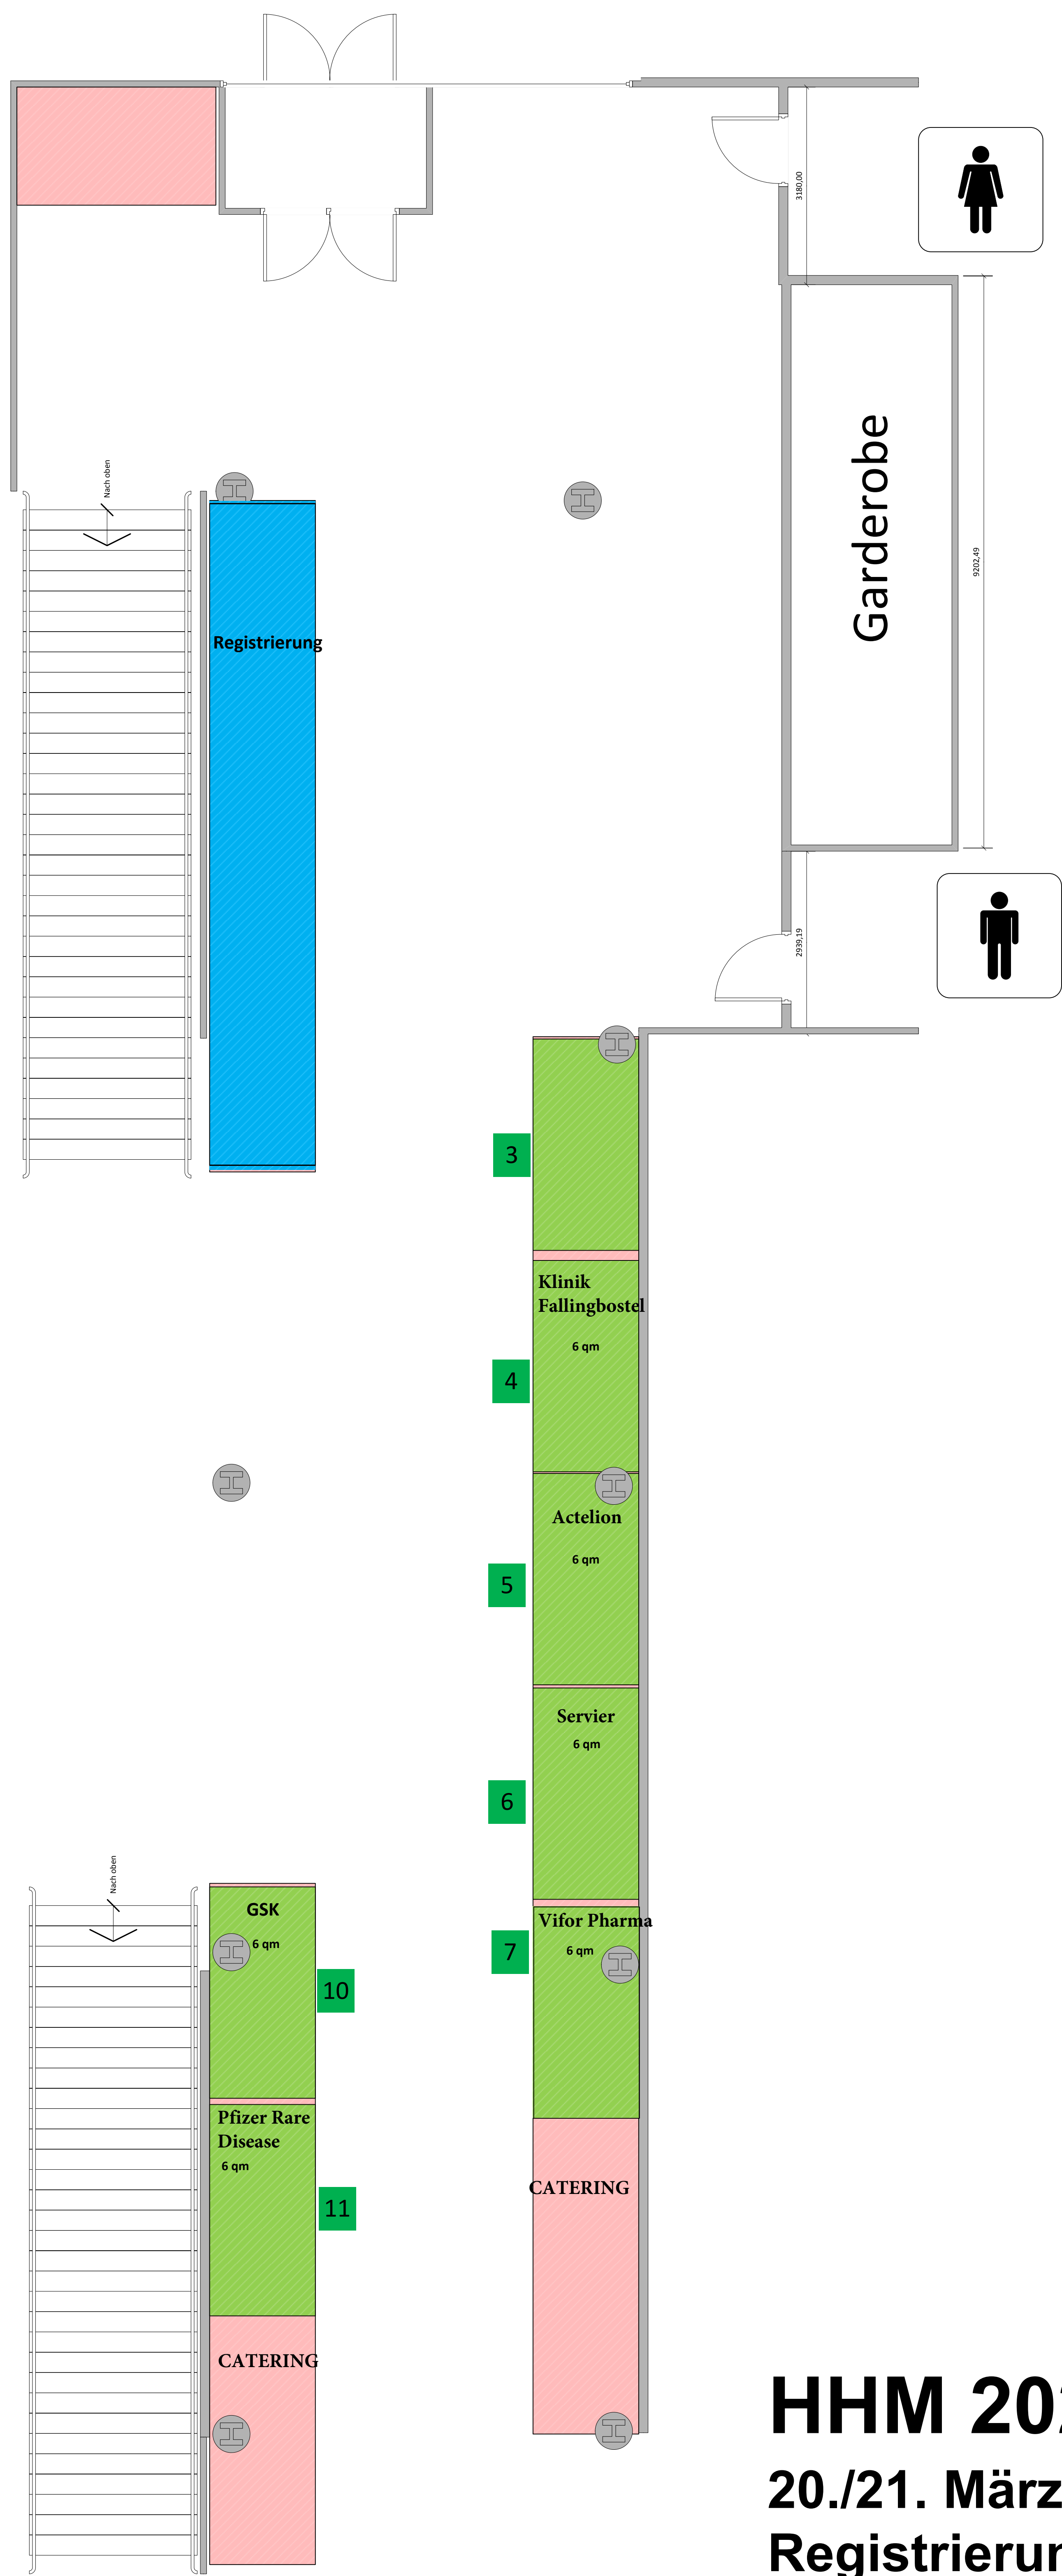 3180,00
Garderobe
9202,49
2939,19
Nach oben
Registrierung
3
Klinik
Fallingbostel
6 qm
4
Actelion
6 qm
5
Servier
6 qm
6
Vifor Pharma
6 qm
7
CATERING
Nach oben
GSK
6 qm
10
Pfizer Rare
Disease
6 qm
11
CATERING
HHM 20
20./21. März
Registrierun